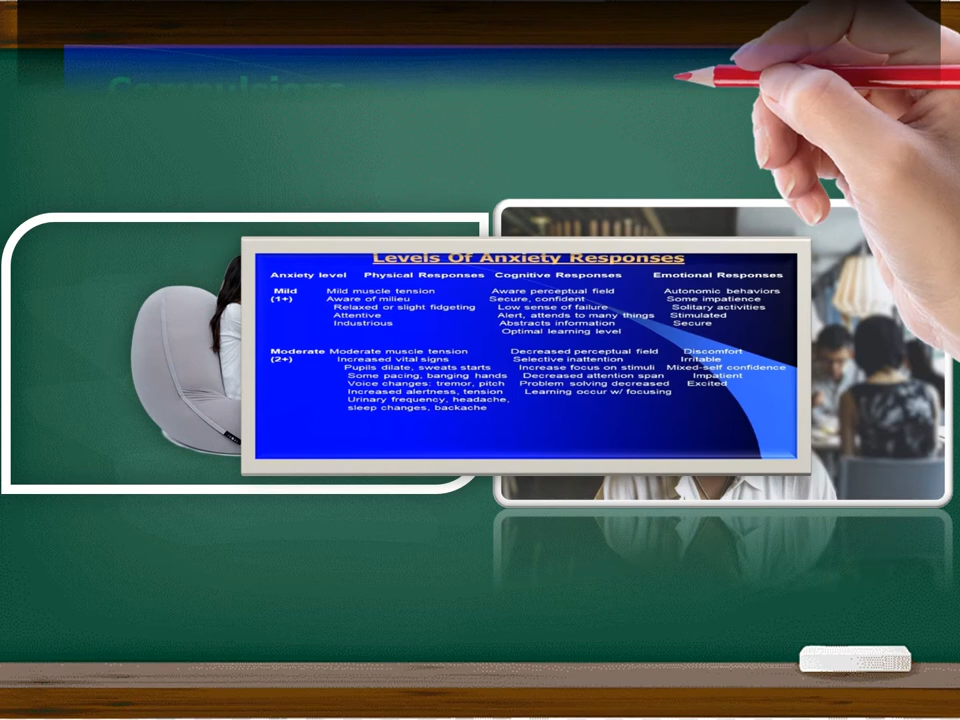 Compulsions
Levels Of Anxiety Responses
Anxiety level Physical Responses Cognitive Responses Emotional Responses
Mild Mild muscle tension Aware perceptual field Autonomic behaviors
(1+) Aware of milieu Secure, confident Some impatience
Relaxed or slight fidgeting Low sense of failure Solitary activities
Attentive Alert, attends to many things Stimulated
Industrious Abstracts information Secure
Optimal learning level
Moderate Moderate muscle tension Decreased perceptual field Discomfort
(2+) Increased vital signs Selective inattention Irritable
Pupils dilate, sweats starts Increase focus on stimuli Mixed-self confidence
Some pacing, banging hands Decreased attention span Impatient
Voice changes: tremor, pitch Problem solving decreased Excited
Increased alertness, tension Learning occur w/ focusing
Urinary frequency, headache,
sleep changes, backache